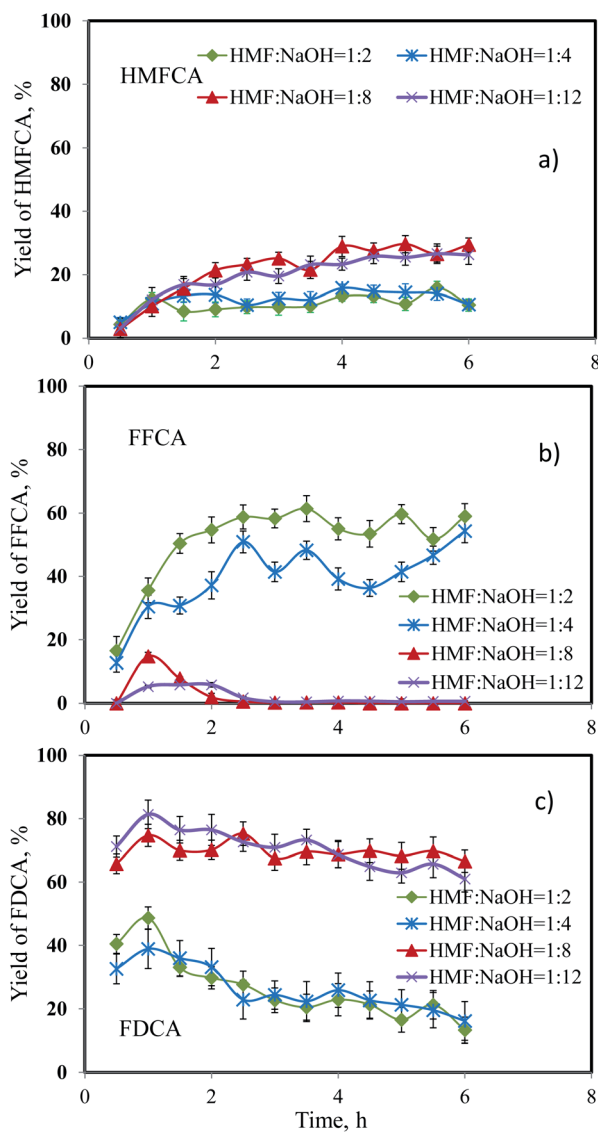 100
80
60
40
20
0
Yield of HMFCA, %
HMFCA
HMF:NaOH=1:2
HMF:NaOH=1:4
HMF:NaOH=1:8
HMF:NaOH=1:12
a)
0
2
4
6
8
100
80
60
40
20
0
Yield of FFCA, %
FFCA
b)
HMF:NaOH=1:2
HMF:NaOH=1:4
HMF:NaOH=1:8
HMF:NaOH=1:12
0
2
4
6
8
100
80
60
40
20
0
Yield of FDCA, %
c)
HMF:NaOH=1:2
HMF:NaOH=1:4
HMF:NaOH=1:8
HMF:NaOH=1:12
FDCA
0
2
4
6
8
Time, h